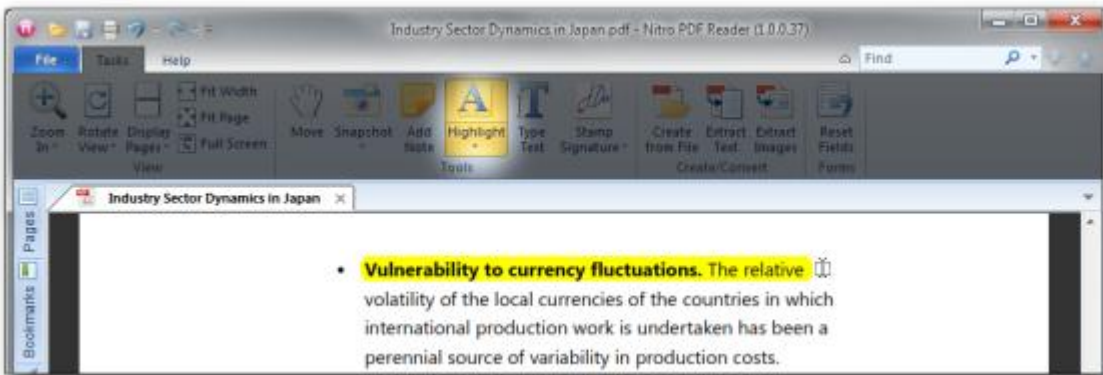 Industry Sector Dynamics in Japan.pdf - Nitro PDF Reader (1.0.0.37)
File Tasks Help Find
Zoom In Rotate View Display Pages Fit Width Fit Page Full Screen Move Snapshot Add Note Highlight Type Text Stamp Signature Create from File Extract Text Extract Images Reset Fields
View Tools Create/Convert Forms
Industry Sector Dynamics in Japan
Pages
Bookmarks
• Vulnerability to currency fluctuations. The relative
volatility of the local currencies of the countries in which
international production work is undertaken has been a
perennial source of variability in production costs.